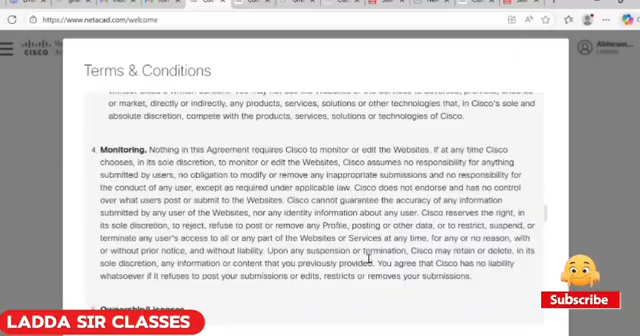 https://www.netacad.com/welcome
CISCO
Terms & Conditions
or market, directly or indirectly, any products, services, solutions or other technologies that, in Cisco's sole and
absolute discretion, compete with the products, services, solutions or technologies of Cisco.
4. Monitoring. Nothing in this Agreement requires Cisco to monitor or edit the Websites. If at any time Cisco
chooses, in its sole discretion, to monitor or edit the Websites, Cisco assumes no responsibility for anything
submitted by users, no obligation to modify or remove any inappropriate submissions and no responsibility
for the conduct of any user, except as required under applicable law. Cisco does not endorse and has no control
over what users post or submit to the Websites. Cisco cannot guarantee the accuracy of any information
submitted by any user of the Websites, nor any identity information about any user. Cisco reserves the right, in
its sole discretion, to reject, refuse to post or remove any Profile, posting or other data, or to restrict, suspend, or
terminate any user's access to all or any part of the Websites or Services at any time, for any or no reason, with
or without prior notice, and without liability. Upon any suspension or termination, Cisco may retain or delete, in its
sole discretion, any information or content that you previously provided. You agree that Cisco has no liability
whatsoever if it refuses to post your submissions or edits, restricts or removes your submissions.
Ownership/Licenses
Subscribe
LADDA SIR CLASSES